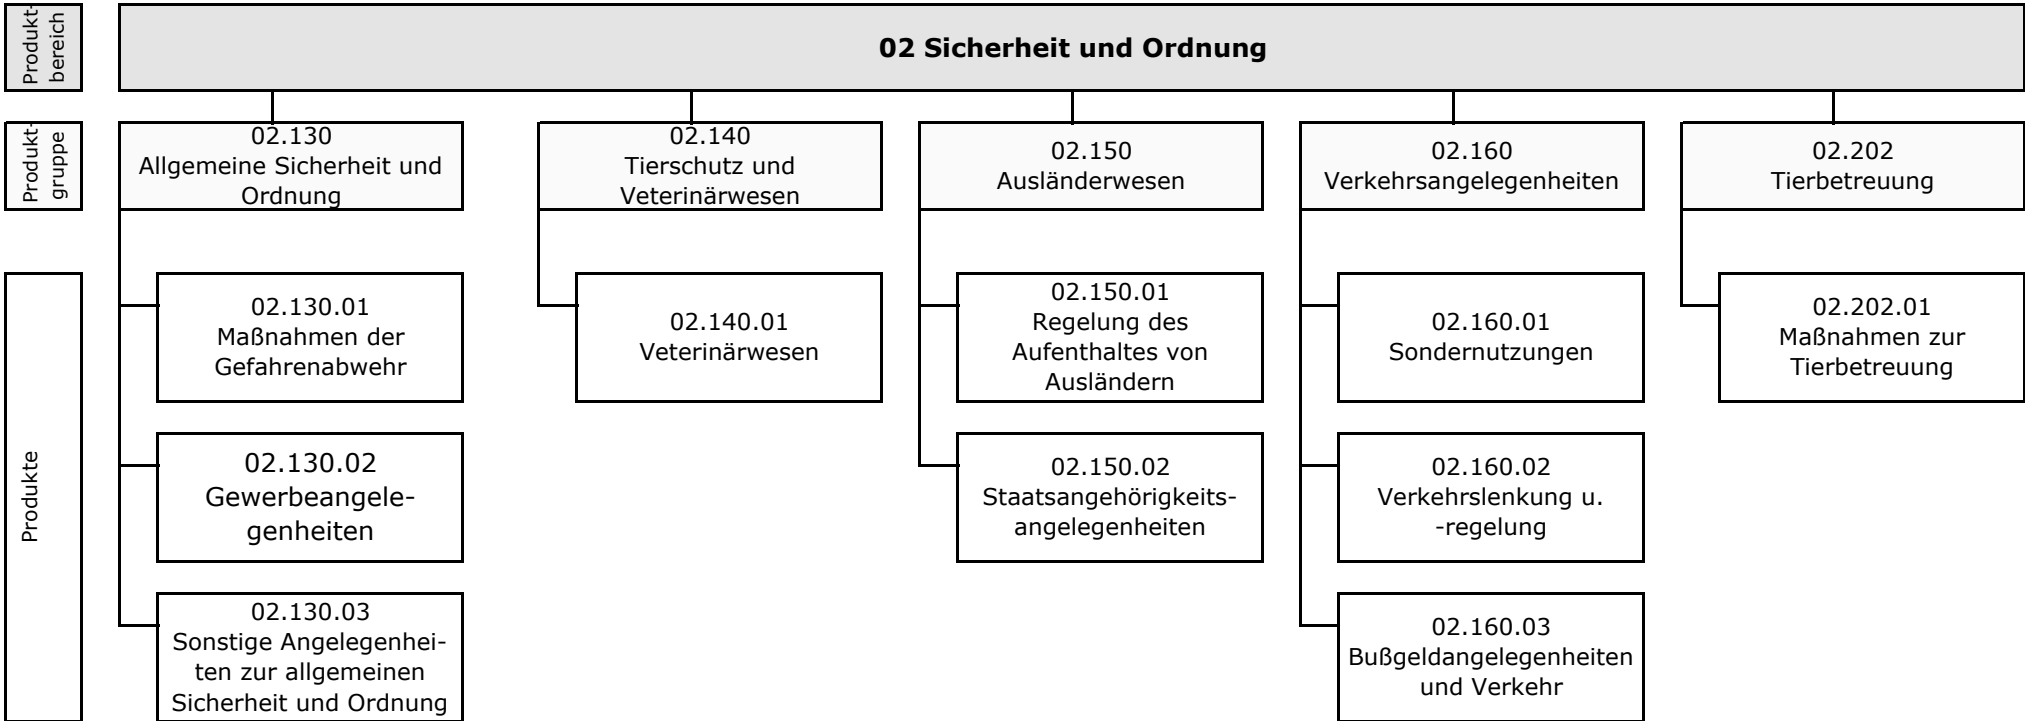 Produkt-
bereich
02 Sicherheit und Ordnung
Produkt-
gruppe
02.130
Allgemeine Sicherheit und
Ordnung
02.140
Tierschutz und
Veterinärwesen
02.150
Ausländerwesen
02.160
Verkehrsangelegenheiten
02.202
Tierbetreuung
Produkte
02.130.01
Maßnahmen der
Gefahrenabwehr
02.140.01
Veterinärwesen
02.150.01
Regelung des
Aufenthaltes von
Ausländern
02.160.01
Sondernutzungen
02.202.01
Maßnahmen zur
Tierbetreuung
02.130.02
Gewerbeangele-
genheiten
02.150.02
Staatsangehörigkeits-
angelegenheiten
02.160.02
Verkehrslenkung u.
-regelung
02.130.03
Sonstige Angelegenhei-
ten zur allgemeinen
Sicherheit und Ordnung
02.160.03
Bußgeldangelegenheiten
und Verkehr